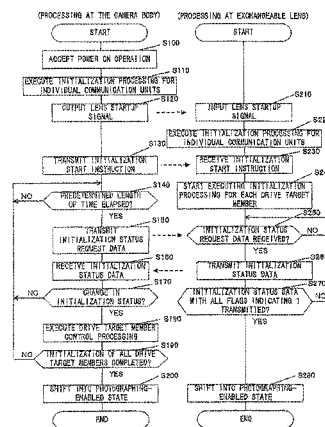 (PROCESSING AT THE CAMERA BODY)
START
S100
ACCEPT POWER ON OPERATION
S110
EXECUTE INITIALIZATION PROCESSING FOR
INDIVIDUAL COMMUNICATION UNITS
S120
OUTPUT LENS STARTUP
SIGNAL
S130
TRANSMIT INITIALIZATION
START INSTRUCTION
S140
NO
PREDETERMINED LENGTH
OF TIME ELAPSED?
YES
S150
TRANSMIT
INITIALIZATION STATUS
REQUEST DATA
S160
RECEIVE INITIALIZATION
STATUS DATA
S170
NO
CHANGE IN
INITIALIZATION STATUS?
YES
EXECUTE DRIVE TARGET MEMBER
CONTROL PROCESSING
S190
NO
INITIALIZATION OF ALL DRIVE
TARGET MEMBERS COMPLETED?
YES
S200
SHIFT INTO PHOTOGRAPHING-
ENABLED STATE
END
(PROCESSING AT EXCHANGEABLE LENS)
START
S210
INPUT LENS STARTUP
SIGNAL
EXECUTE INITIALIZATION PROCESSING FOR
INDIVIDUAL COMMUNICATION UNITS
S230
RECEIVE INITIALIZATION
START INSTRUCTION
START EXECUTING INITIALIZATION
PROCESSING FOR EACH DRIVE TARGET
MEMBER
S250
INITIALIZATION STATUS
REQUEST DATA RECEIVED?
NO
YES
TRANSMIT INITIALIZATION
STATUS DATA
S270
INITIALIZATION STATUS DATA
WITH ALL FLAGS INDICATING 1
TRANSMITTED?
NO
YES
S280
SHIFT INTO PHOTOGRAPHING-
ENABLED STATE
END